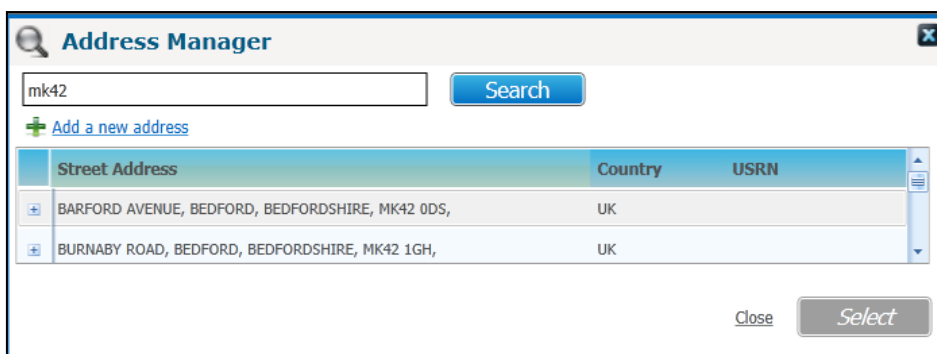 Address Manager
mk42
Search
Add a new address
Street Address Country USRN
BARFORD AVENUE, BEDFORD, BEDFORDSHIRE, MK42 0DS, UK
BURNABY ROAD, BEDFORD, BEDFORDSHIRE, MK42 1GH, UK
Close
Select